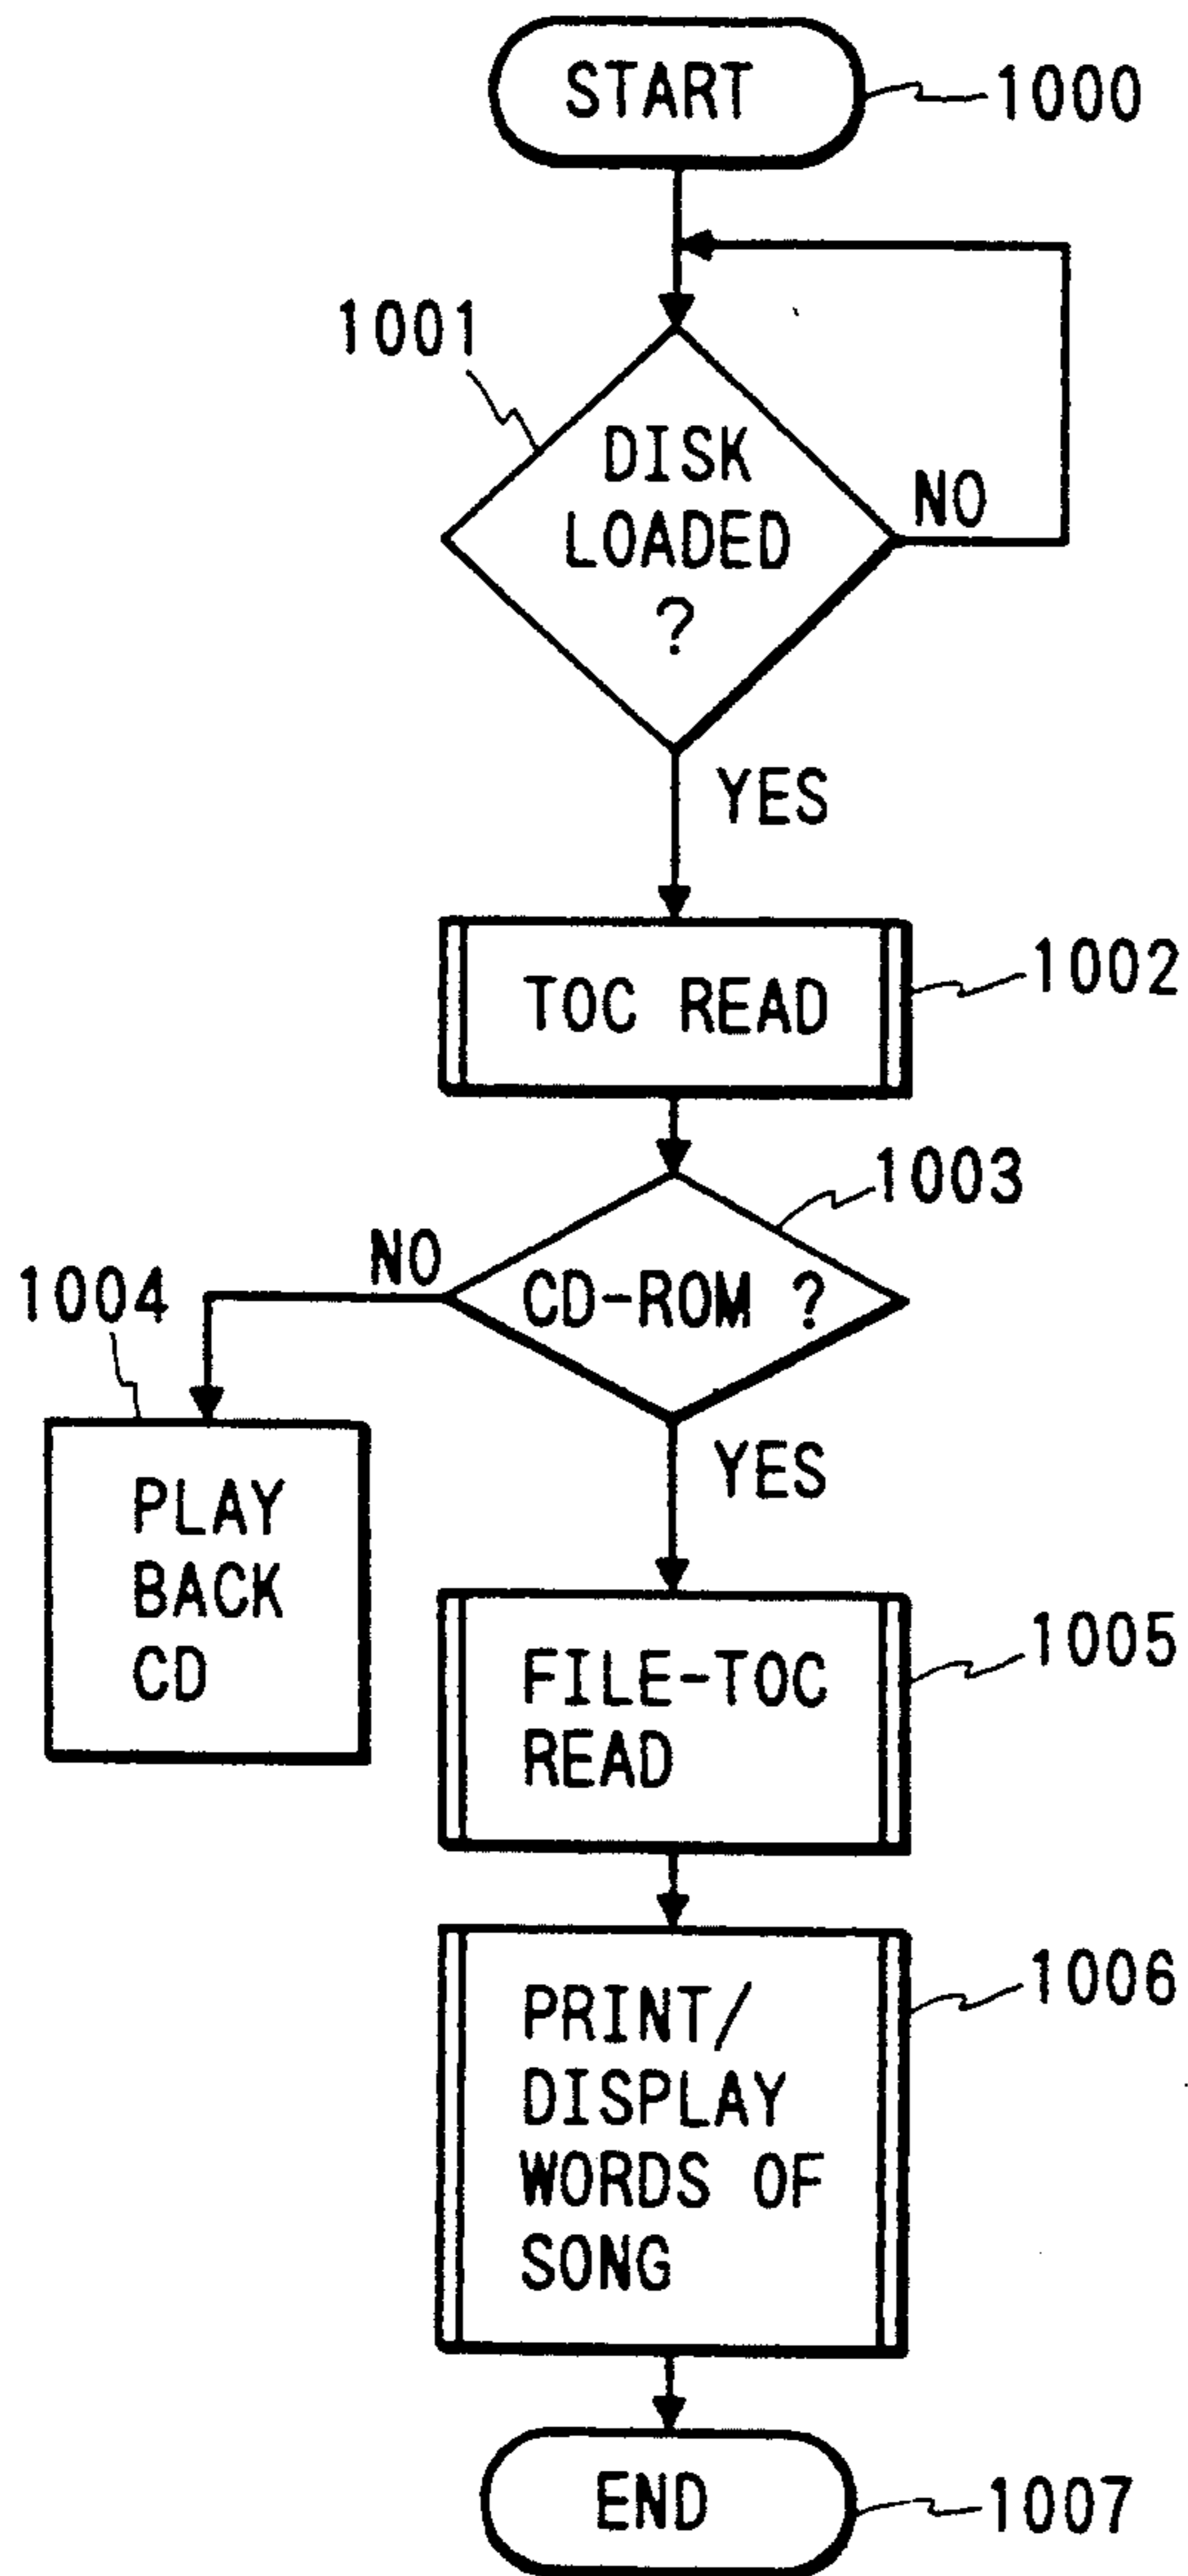 START
1000
1001
DISK
LOADED
?
NO
YES
TOC READ
1002
1003
CD-ROM ?
NO
1004
YES
PLAY
BACK
CD
FILE-TOC
READ
1005
PRINT/
DISPLAY
WORDS OF
SONG
1006
END
1007